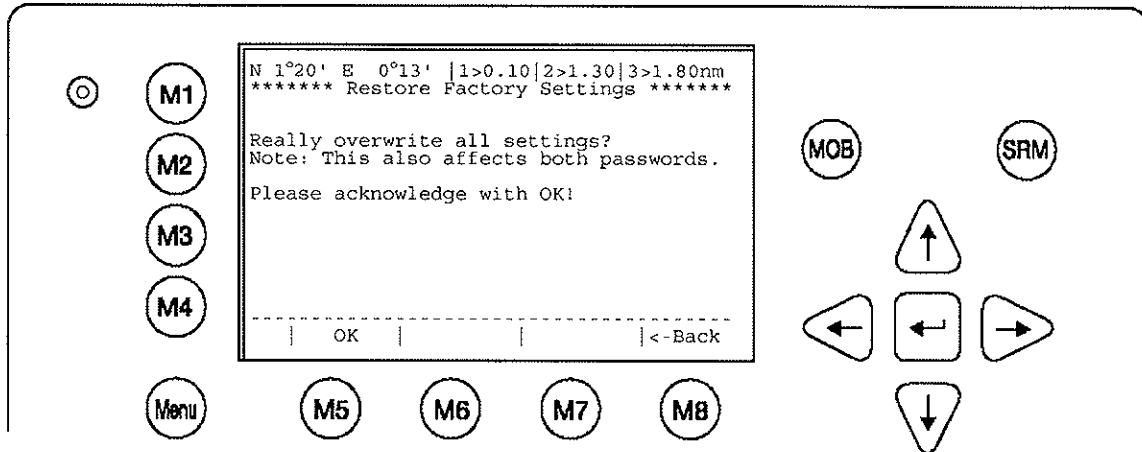 N 1°20' E 0°13' |1>0.10|2>1.30|3>1.80nm
******* Restore Factory Settings *******
Really overwrite all settings?
Note: This also affects both passwords.
Please acknowledge with OK!
| OK | | |<-Back
M1
M2
M3
M4
Menu
M5
M6
M7
M8
MOB
SRM